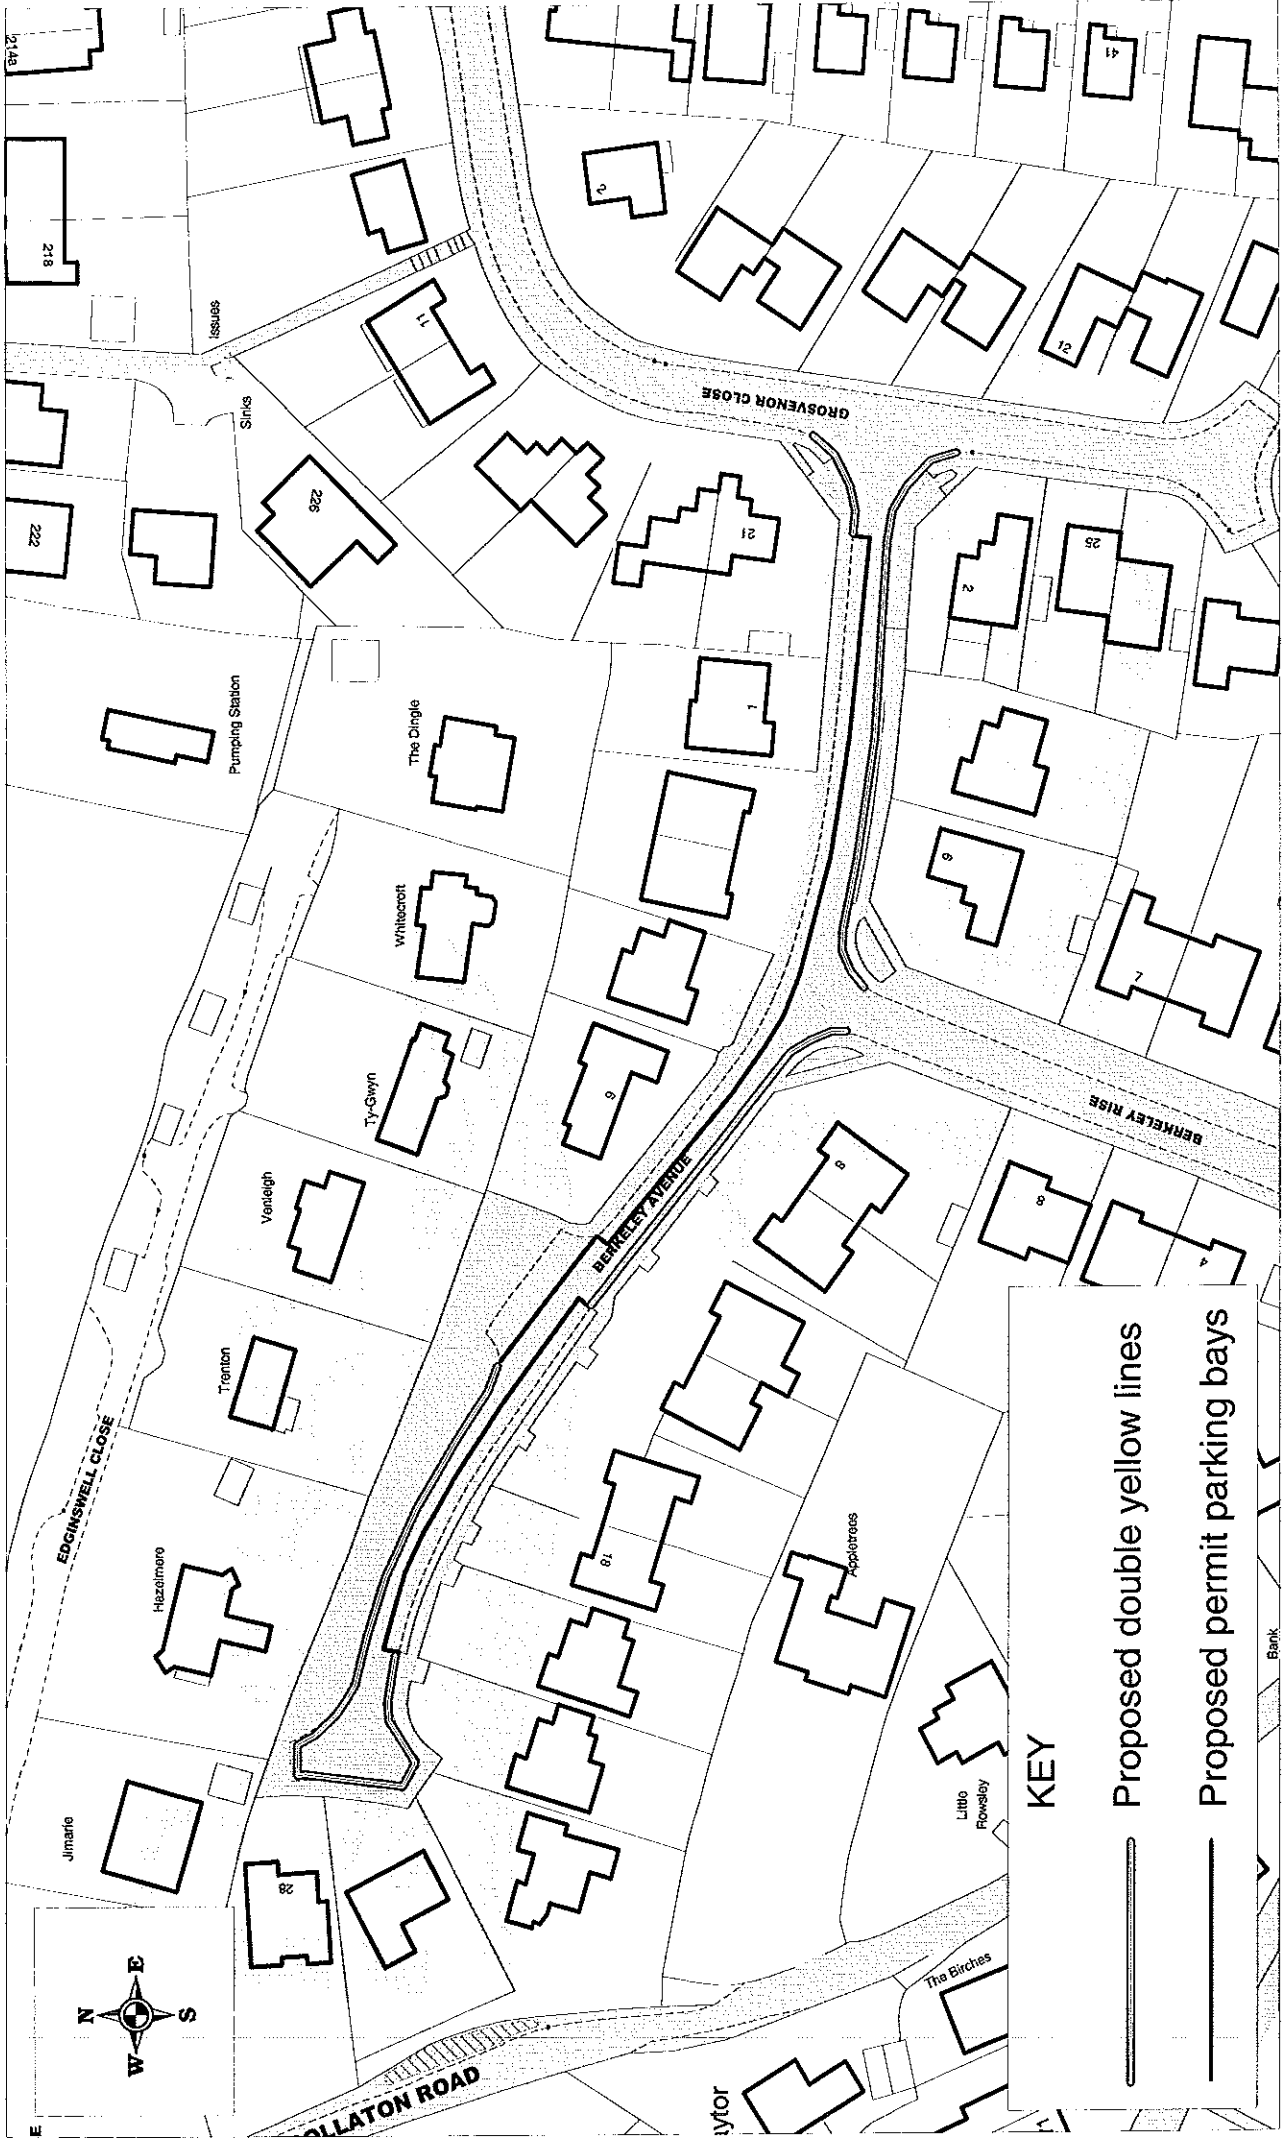 214a
218
Issues
Sinks
222
226
11
2
41
12
GROSVENOR CLOSE
21
2
25
Pumping Station
The Dingle
1
Whitecroft
6
7
Ty-Gwyn
9
BERKELEY RISE
Venleigh
BERKELEY AVENUE
8
8
4
Trenton
EDGINSWELL CLOSE
Hazelmere
18
Appletrees
Jimarie
28
Little
Rowsley
Bank
The Birches
N
E
S
W
OLLATON ROAD
aytor
E
KEY
Proposed double yellow lines
Proposed permit parking bays